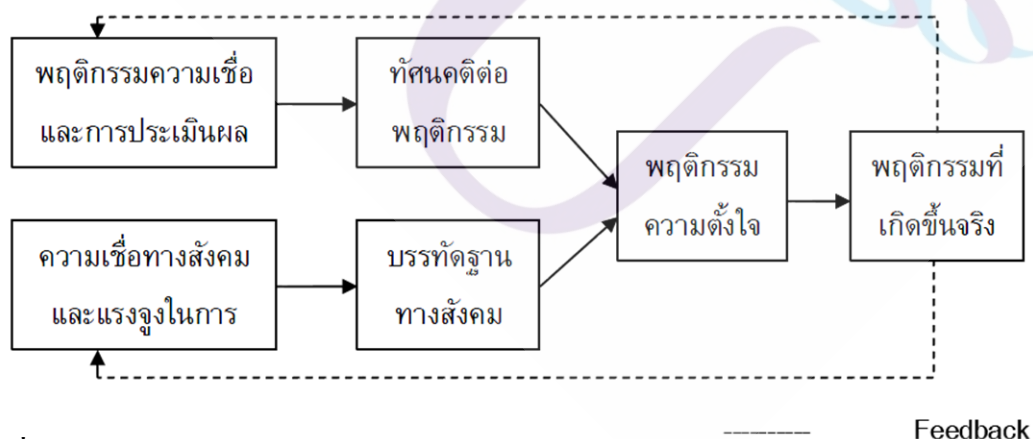 พฤติกรรมความเชื่อ
และการประเมินผล
ทัศนคติต่อ
พฤติกรรม
พฤติกรรม
ความตั้งใจ
พฤติกรรมที่
เกิดขึ้นจริง
ความเชื่อทางสังคม
และแรงจูงในการ
บรรทัดฐาน
ทางสังคม
Feedback